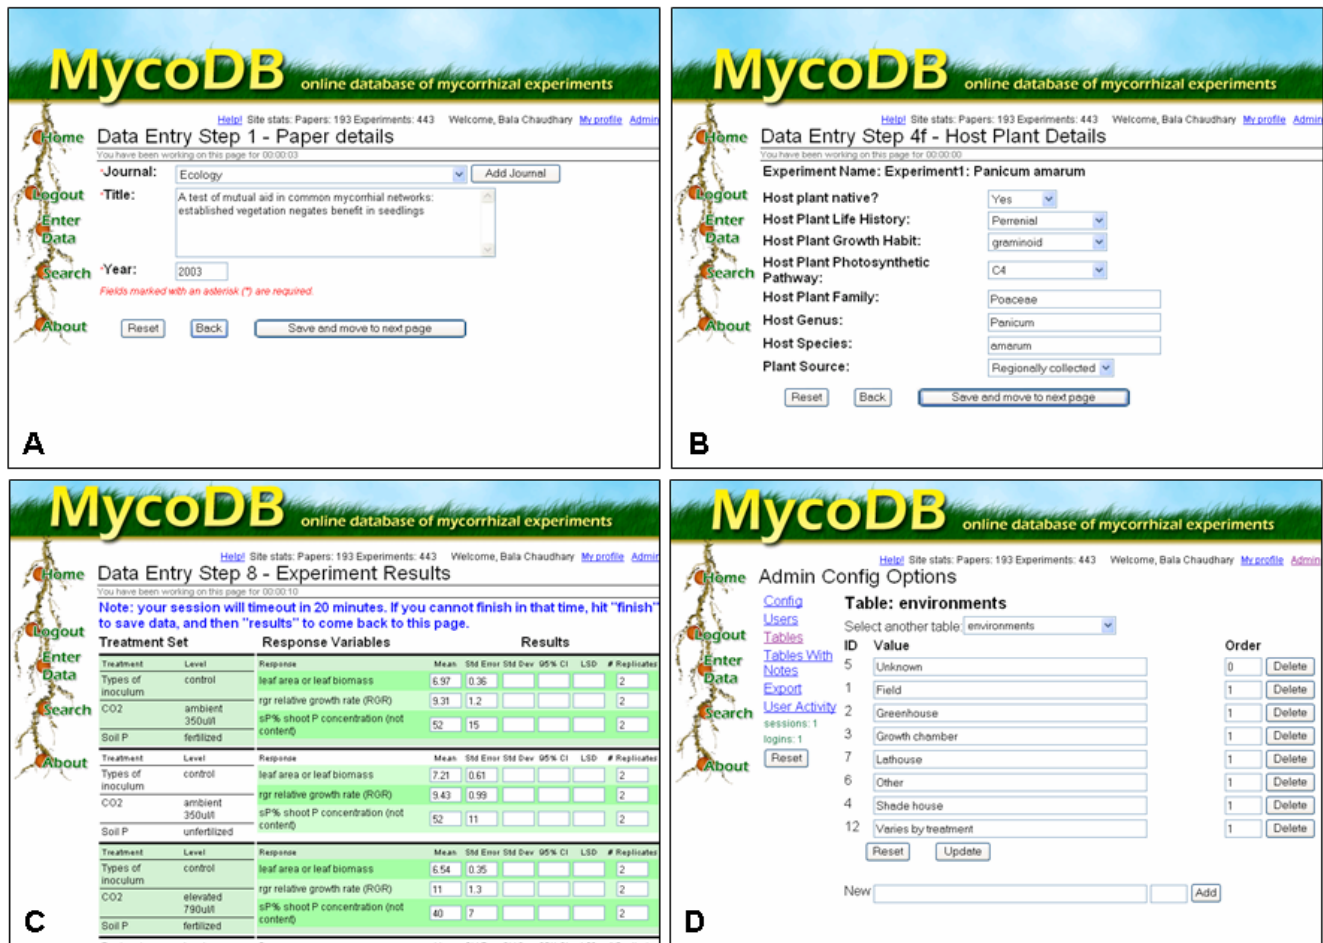 MycoDB online database of mycorrhizal experiments
Help! Site stats: Papers: 193 Experiments: 443 Welcome, Bala Chaudhary My profile Admin
Home
Logout
Enter
Data
Search
About
Data Entry Step 1 - Paper details
You have been working on this page for 00:00:03
*Journal: Ecology Add Journal
*Title: A test of mutual aid in common mycorrhial networks:
established vegetation negates benefit in seedlings
*Year: 2003
Fields marked with an asterisk (*) are required.
Reset Back Save and move to next page
A
MycoDB online database of mycorrhizal experiments
Help! Site stats: Papers: 193 Experiments: 443 Welcome, Bala Chaudhary My profile Admin
Home
Logout
Enter
Data
Search
About
Data Entry Step 4f - Host Plant Details
You have been working on this page for 00:00:00
Experiment Name: Experiment1: Panicum amarum
Host plant native? Yes
Host Plant Life History: Perrenial
Host Plant Growth Habit: graminoid
Host Plant Photosynthetic
Pathway: C4
Host Plant Family: Poaceae
Host Genus: Panicum
Host Species: amarum
Plant Source: Regionally collected
Reset Back Save and move to next page
B
MycoDB online database of mycorrhizal experiments
Help! Site stats: Papers: 193 Experiments: 443 Welcome, Bala Chaudhary My profile Admin
Home
Logout
Enter
Data
Search
About
Data Entry Step 8 - Experiment Results
You have been working on this page for 00:00:10
Note: your session will timeout in 20 minutes. If you cannot finish in that time, hit "finish"
to save data, and then "results" to come back to this page.
Treatment Set Response Variables Results
Treatment Level Response Mean Std Error Std Dev 95% CI LSD # Replicates
Types of
inoculum control leaf area or leaf biomass 6.97 0.36 2
rgr relative growth rate (RGR) 9.31 1.2 2
CO2 ambient
350ul/l sP% shoot P concentration (not
content) 52 15 2
Soil P fertilized
Treatment Level Response Mean Std Error Std Dev 95% CI LSD # Replicates
Types of
inoculum control leaf area or leaf biomass 7.21 0.61 2
rgr relative growth rate (RGR) 9.43 0.99 2
CO2 ambient
350ul/l sP% shoot P concentration (not
content) 52 11 2
Soil P unfertilized
Treatment Level Response Mean Std Error Std Dev 95% CI LSD # Replicates
Types of
inoculum control leaf area or leaf biomass 6.54 0.35 2
rgr relative growth rate (RGR) 11 1.3 2
CO2 elevated
790ul/l sP% shoot P concentration (not
content) 40 7 2
Soil P fertilized
C
MycoDB online database of mycorrhizal experiments
Help! Site stats: Papers: 193 Experiments: 443 Welcome, Bala Chaudhary My profile Admin
Home
Logout
Enter
Data
Search
About
Admin Config Options
Config
Users
Tables
Tables With
Notes
Export
User Activity
sessions: 1
logins: 1
Reset
Table: environments
Select another table: environments
ID Value Order
5 Unknown 0 Delete
1 Field 1 Delete
2 Greenhouse 1 Delete
3 Growth chamber 1 Delete
7 Lathouse 1 Delete
6 Other 1 Delete
4 Shade house 1 Delete
12 Varies by treatment 1 Delete
Reset Update
New Add
D